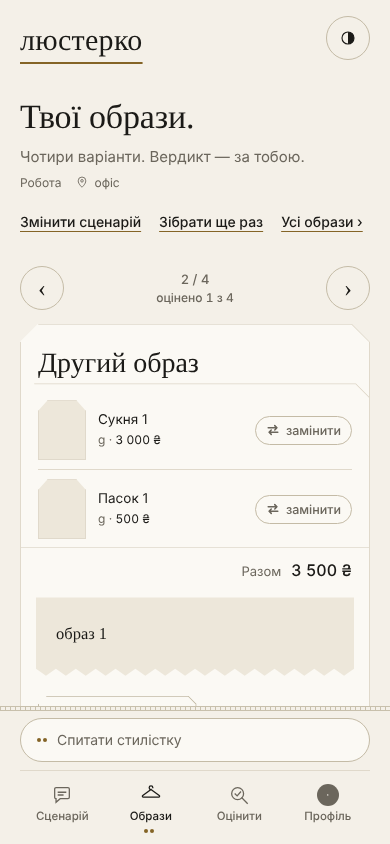 люстерко
Твої образи.
Чотири варіанти. Вердикт — за тобою.
Робота офіс
Змінити сценарій Зібрати ще раз Усі образи ›
‹ 2 / 4 ›
оцінено 1 з 4
Другий образ
Сукня 1
g · 3 000 ₴
замінити
Пасок 1
g · 500 ₴
замінити
Разом 3 500 ₴
образ 1
Спитати стилістку
Сценарій Образи Оцінити Профіль